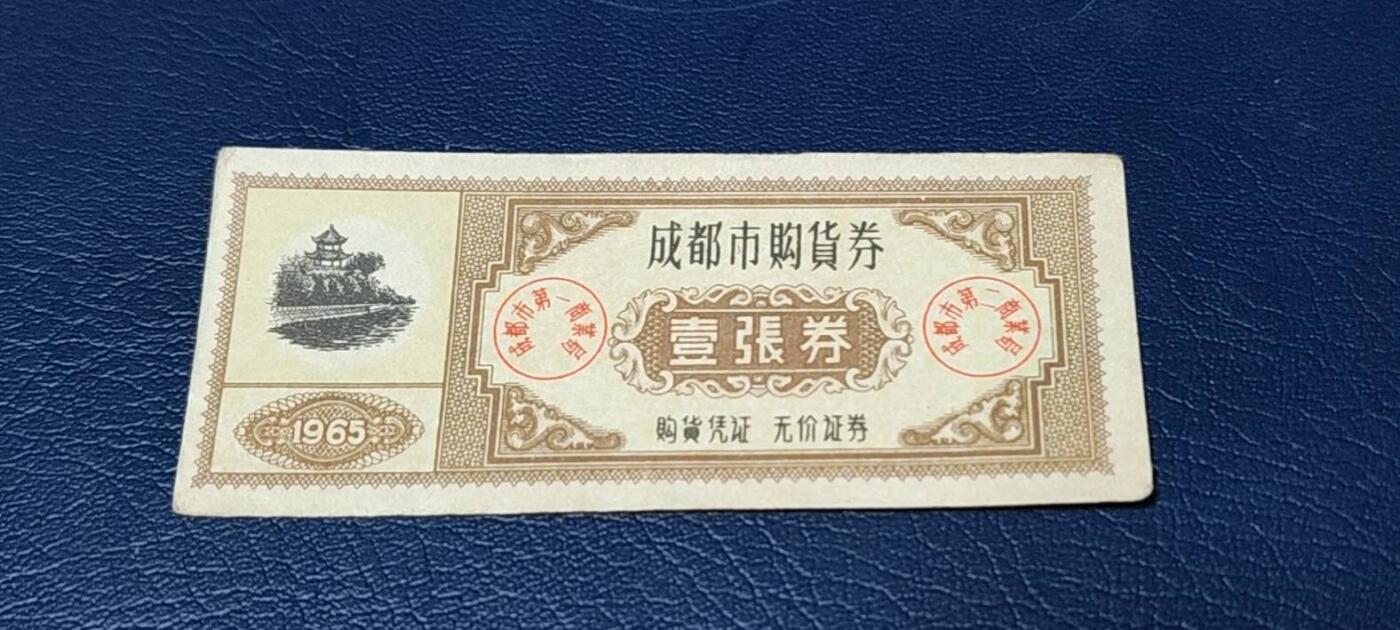 成都市购貨券
成都市第一商業局
壹張券
成都市第二商業局
1965
购貨凭证 无价证券